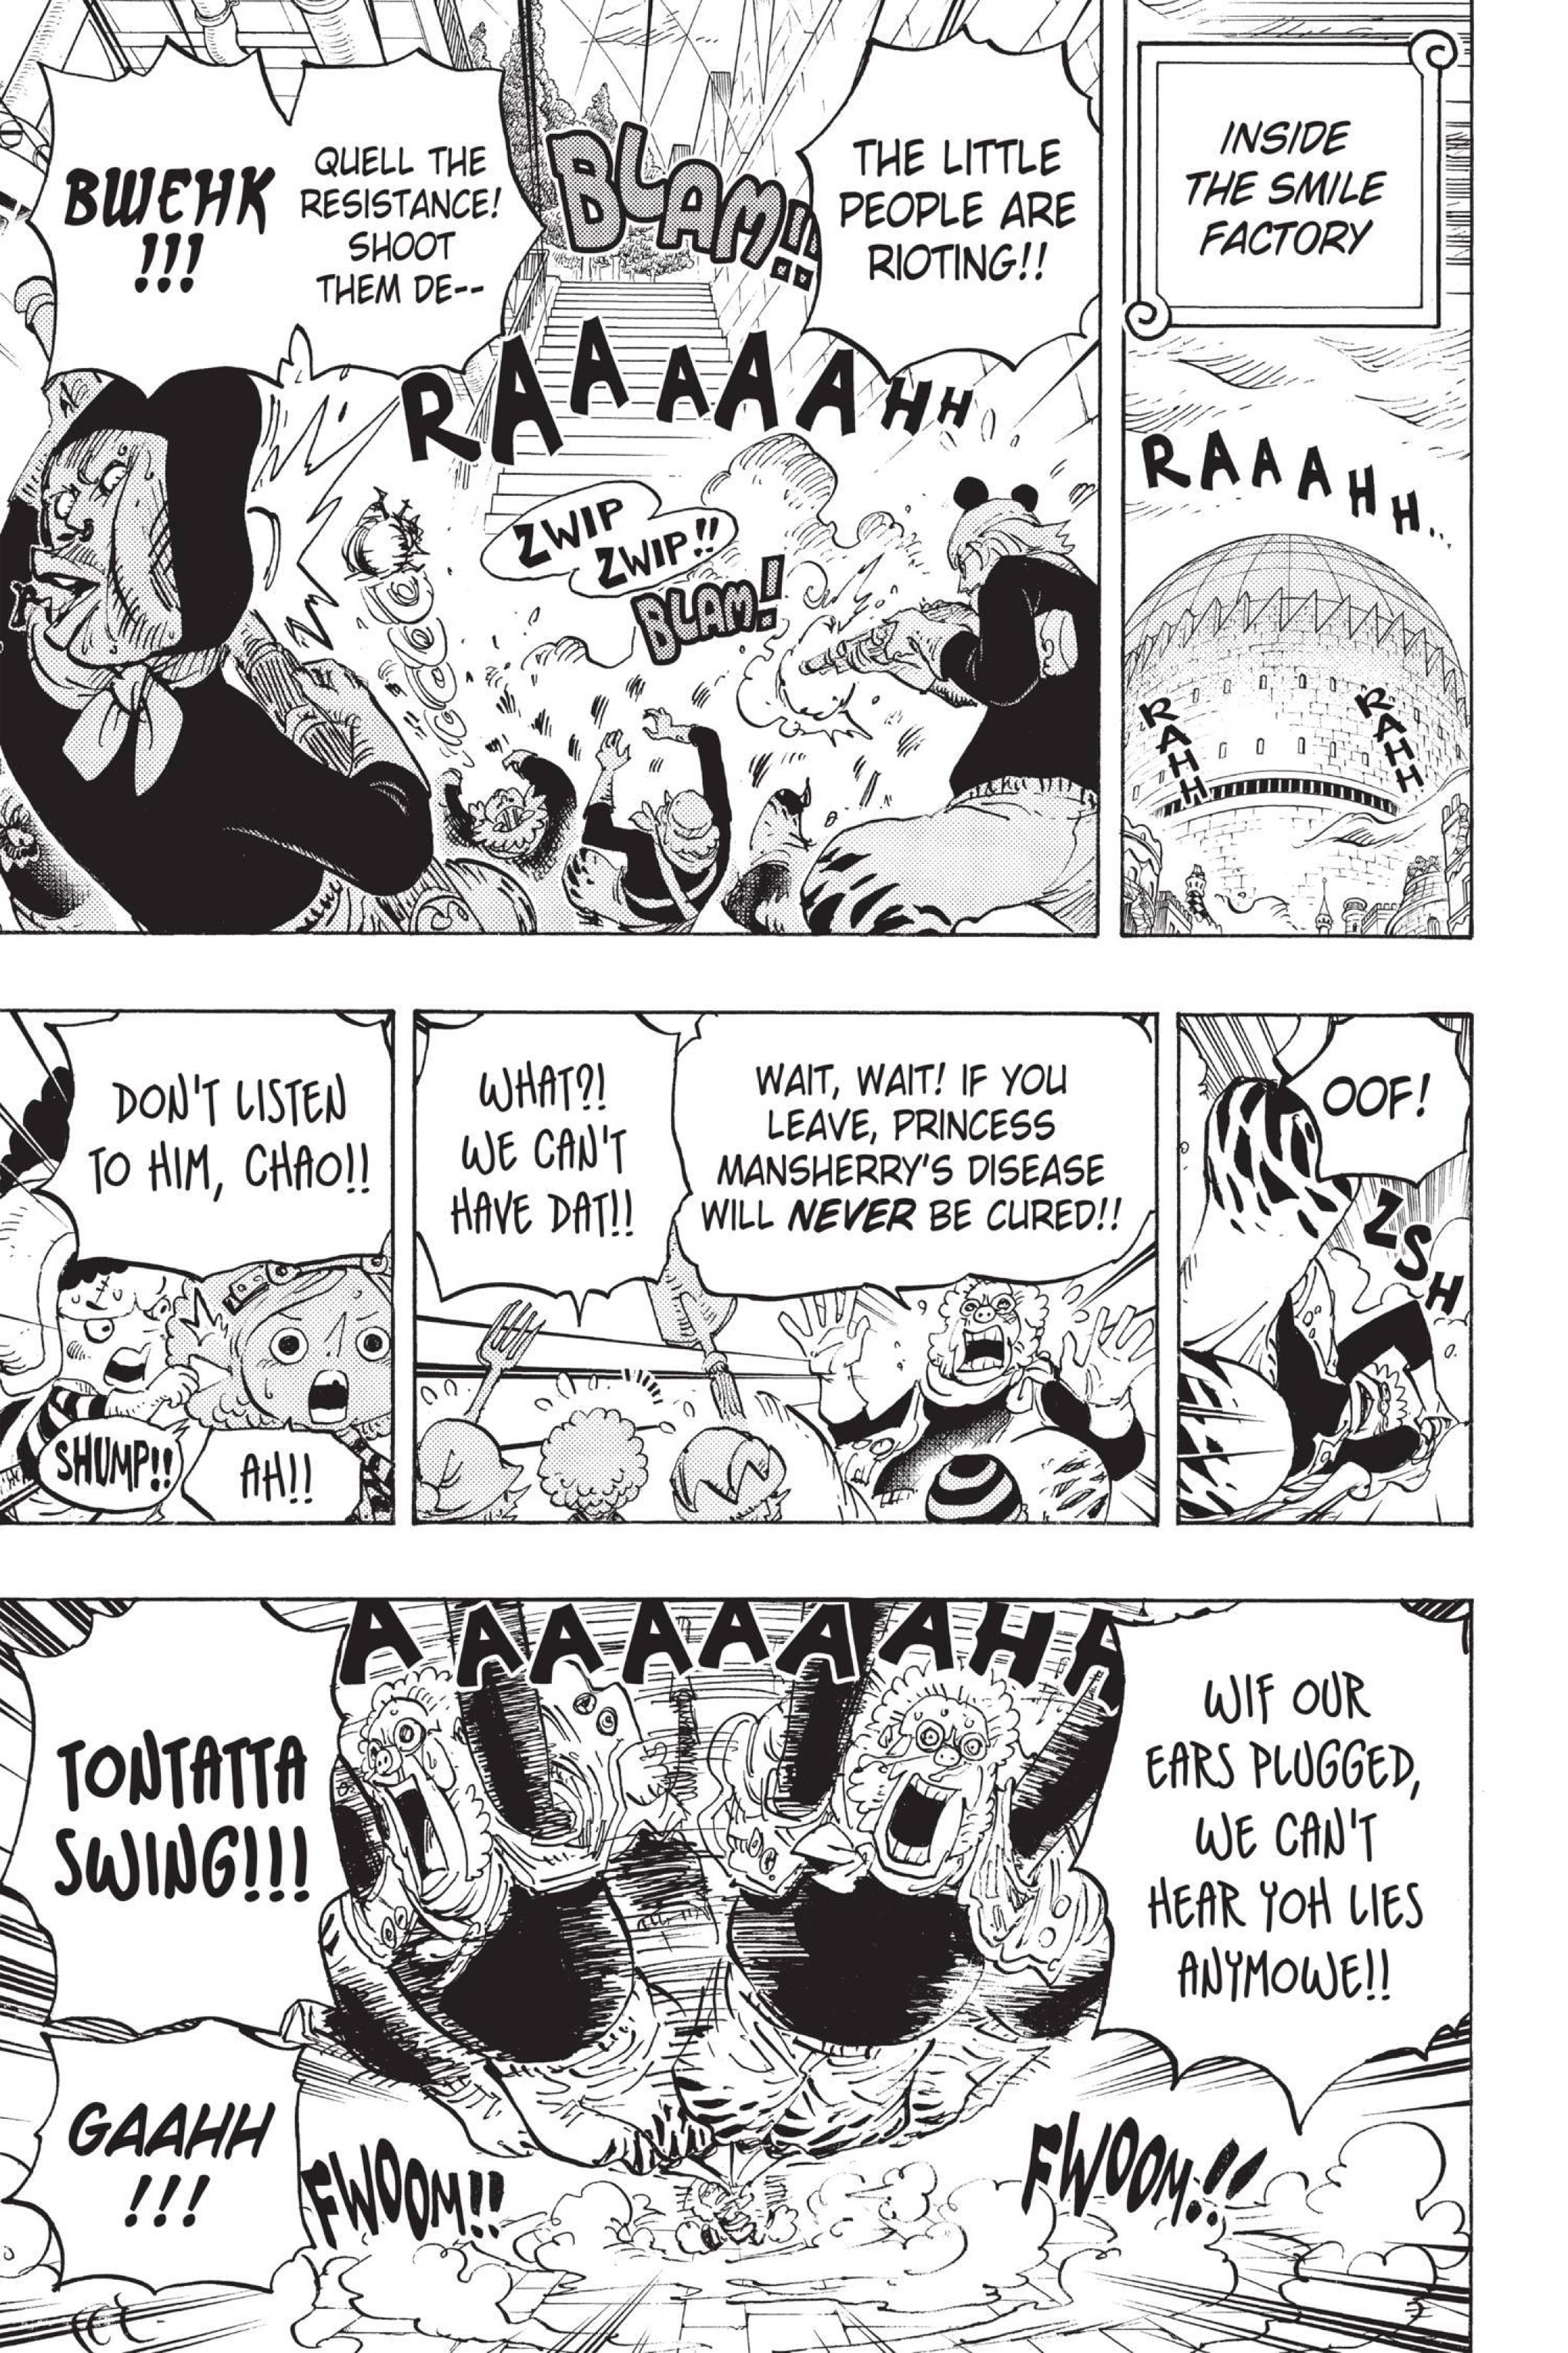 INSIDE
THE SMILE
FACTORY
RAAAHH...
RAHH
RAHH
THE LITTLE
PEOPLE ARE
RIOTING!!
BLAM!!
QUELL THE
RESISTANCE!
SHOOT
THEM DE--
BWEHK
!!!
RAAAAAAHH
ZWIP
ZWIP!!
BLAM!
OOF!
ZSH
WAIT, WAIT! IF YOU
LEAVE, PRINCESS
MANSHERRY'S DISEASE
WILL NEVER BE CURED!!
WHAT?!
WE CAN'T
HAVE DAT!!
DON'T LISTEN
TO HIM, CHAO!!
AH!!
SHUMP!!
WIF OUR
EARS PLUGGED,
WE CAN'T
HEAR YOH LIES
ANYMOWE!!
AAAAAAAHH
TONTATTA
SWING!!!
FWOOM!!
FWOOM!!
GAAHH
!!!